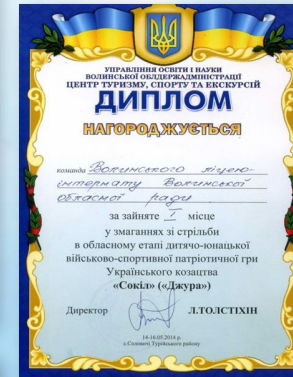 УПРАВЛІННЯ ОСВІТИ І НАУКИ
ВОЛИНСЬКОЇ ОБЛДЕРЖАДМІНІСТРАЦІЇ
ЦЕНТР ТУРИЗМУ, СПОРТУ ТА ЕКСКУРСІЙ
ДИПЛОМ
НАГОРОДЖУЄТЬСЯ
команда Волинського ліцею-
інтернату Волинської
обласної ради
за зайняте I місце
у змаганнях зі стрільби
в обласному етапі дитячо-юнацької
військово-спортивної патріотичної гри
Українського козацтва
«Сокіл» («Джура»)
Директор Л.ТОЛСТІХІН
14-16.05.2014 р.
с.Соловичі Турійського району